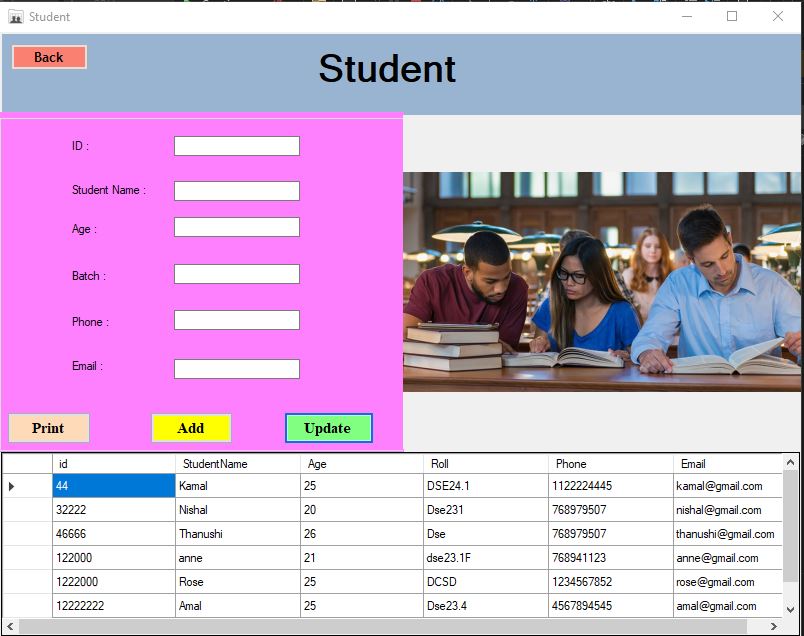 Student
Back
Student
ID :
Student Name :
Age :
Batch :
Phone :
Email :
Print Add Update
id StudentName Age Roll Phone Email
44 Kamal 25 DSE24.1 1122224445 kamal@gmail.com
32222 Nishal 20 Dse231 768979507 nishal@gmail.com
46666 Thanushi 26 Dse 768979507 thanushi@gmail.com
122000 anne 21 dse23.1F 768941123 anne@gmail.com
1222000 Rose 25 DCSD 1234567852 rose@gmail.com
12222222 Amal 25 Dse23.4 4567894545 amal@gmail.com